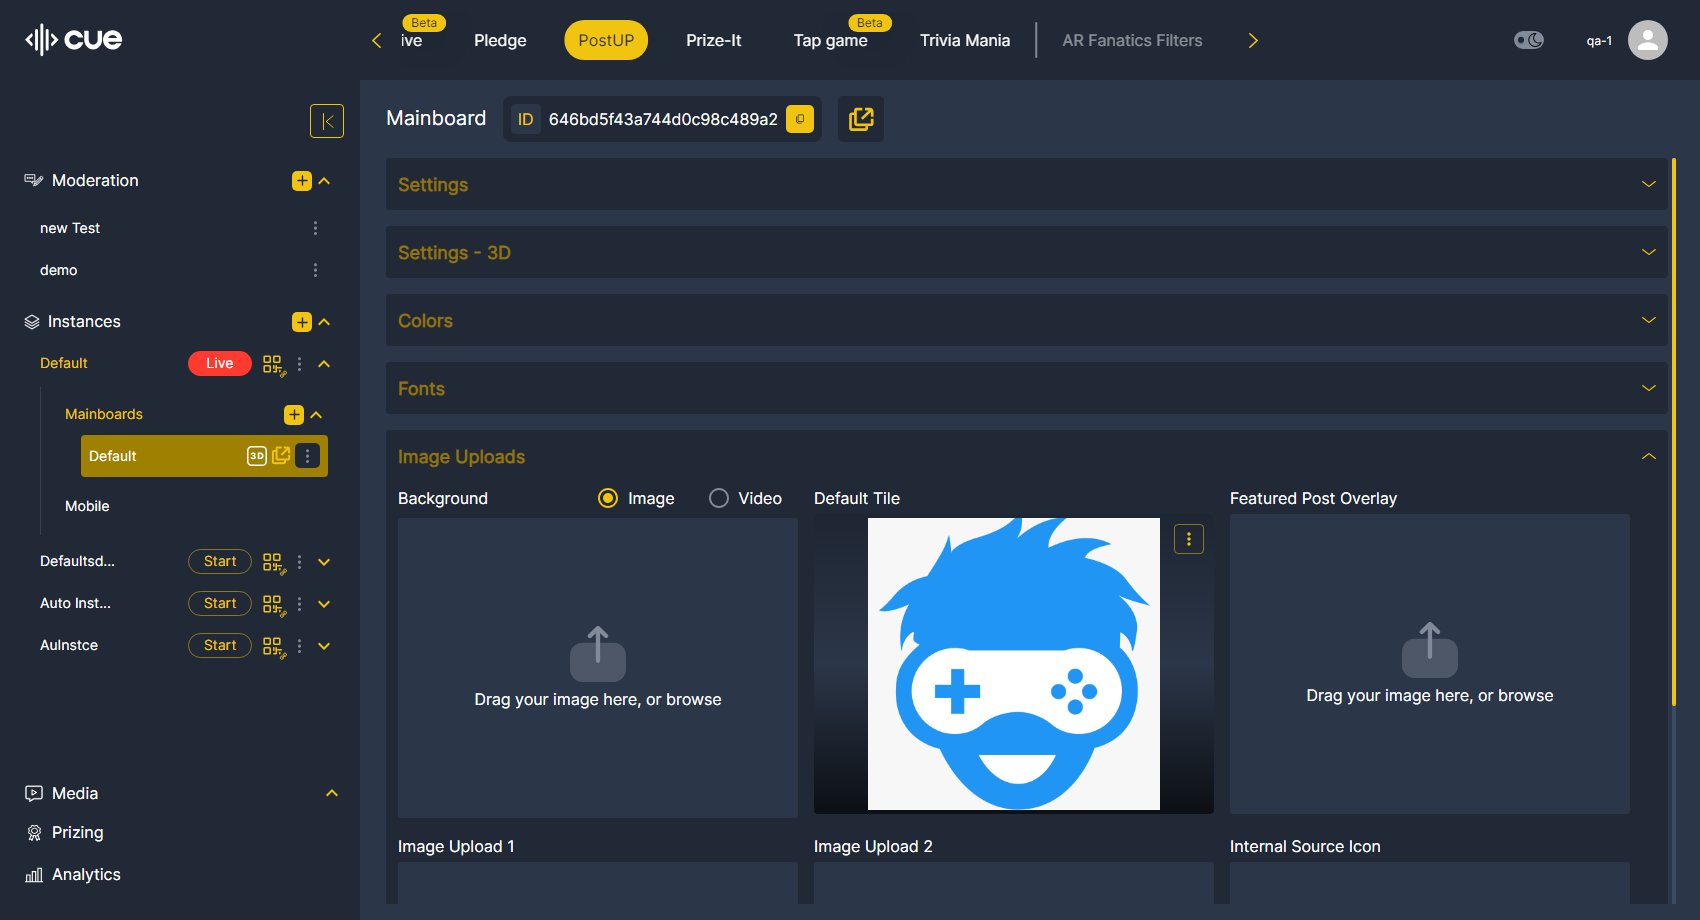 cue
Beta
ive
Pledge
PostUP
Prize-It
Beta
Tap game
Trivia Mania
AR Fanatics Filters
qa-1
Moderation
new Test
demo
Instances
Default
Live
Mainboards
Default
3D
Mobile
Defaultsd...
Start
Auto Inst...
Start
AuInstce
Start
Media
Prizing
Analytics
Mainboard
ID 646bd5f43a744d0c98c489a2
Settings
Settings - 3D
Colors
Fonts
Image Uploads
Background
Image
Video
Drag your image here, or browse
Default Tile
Featured Post Overlay
Drag your image here, or browse
Image Upload 1
Image Upload 2
Internal Source Icon